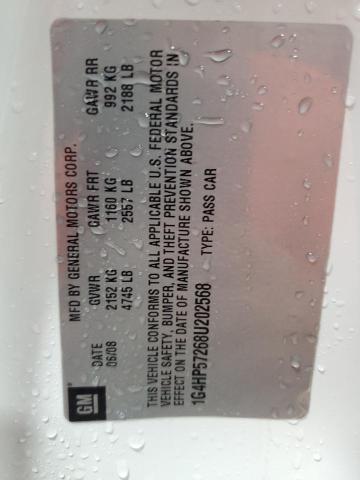 MFD BY GENERAL MOTORS CORP.
DATE GVWR GAWR FRT GAWR RR
06/08 2152 KG 1160 KG 992 KG
4745 LB 2557 LB 2188 LB
THIS VEHICLE CONFORMS TO ALL APPLICABLE U.S. FEDERAL MOTOR
VEHICLE SAFETY, BUMPER, AND THEFT PREVENTION STANDARDS IN
EFFECT ON THE DATE OF MANUFACTURE SHOWN ABOVE.
1G4HP57268U202568 TYPE: PASS CAR
GM